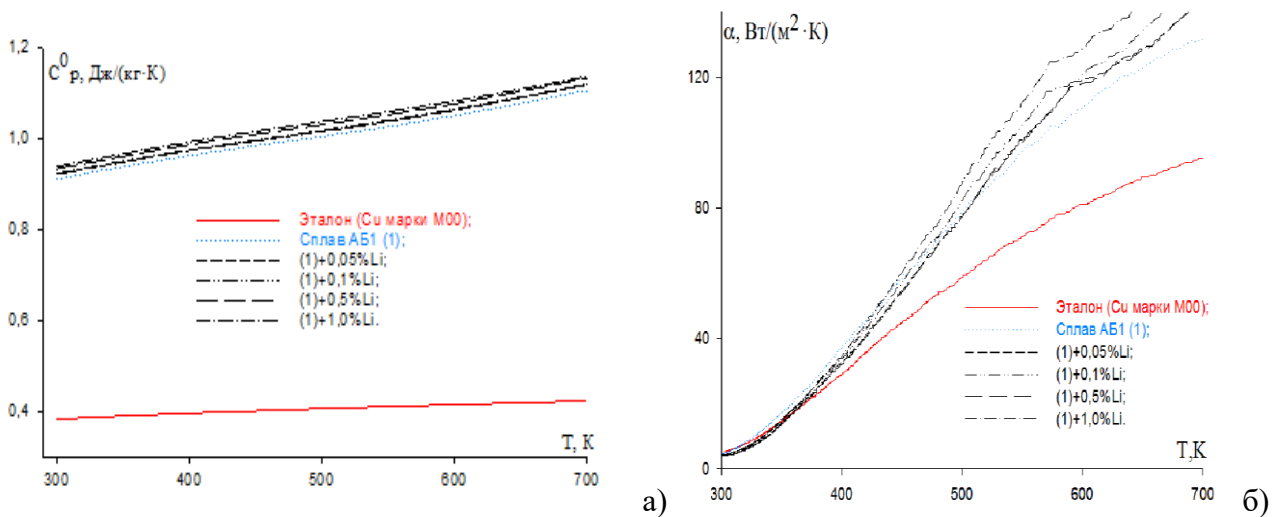 1,2
C⁰p, Дж/(кг·К)
1,0
0,8
0,6
0,4
Эталон (Cu марки М00);
Сплав АБ1 (1);
(1)+0,05%Li;
(1)+0,1%Li;
(1)+0,5%Li;
(1)+1,0%Li.
T, K
300 400 500 600 700
а)
α, Вт/(м²·К)
120
80
40
0
Эталон (Cu марки М00);
Сплав АБ1 (1);
(1)+0,05%Li;
(1)+0,1%Li;
(1)+0,5%Li;
(1)+1,0%Li.
T,K
300 400 500 600 700
б)